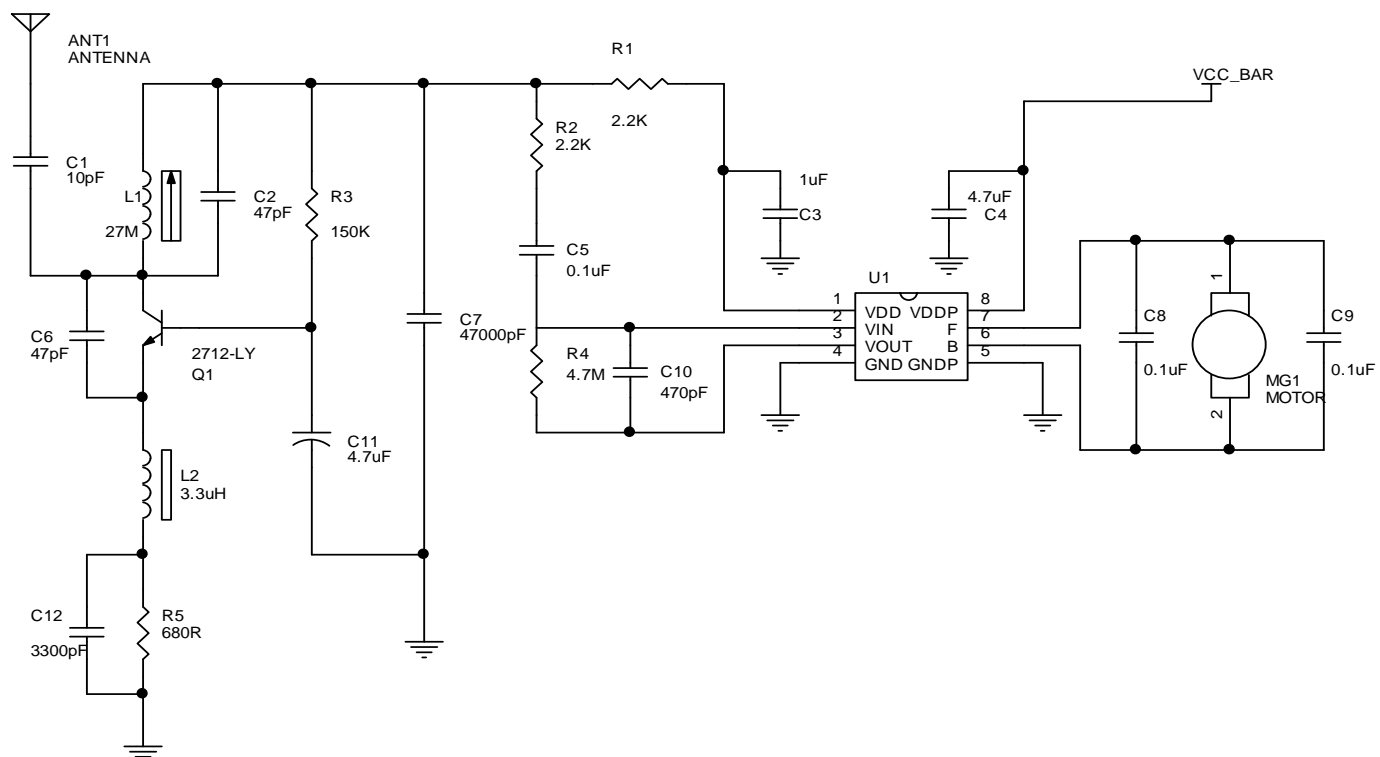 ANT1
ANTENNA
R1
2.2K
VCC_BAR
C1
10pF
L1
27M
C2
47pF
R3
150K
R2
2.2K
C5
0.1uF
1uF
C3
4.7uF
C4
U1
1
2
3
4
VDD VDDP
VIN F
VOUT B
GND GNDP
8
7
6
5
C6
47pF
2712-LY
Q1
C7
47000pF
R4
4.7M
C10
470pF
C8
0.1uF
1
2
MG1
MOTOR
C9
0.1uF
C11
4.7uF
L2
3.3uH
C12
3300pF
R5
680R